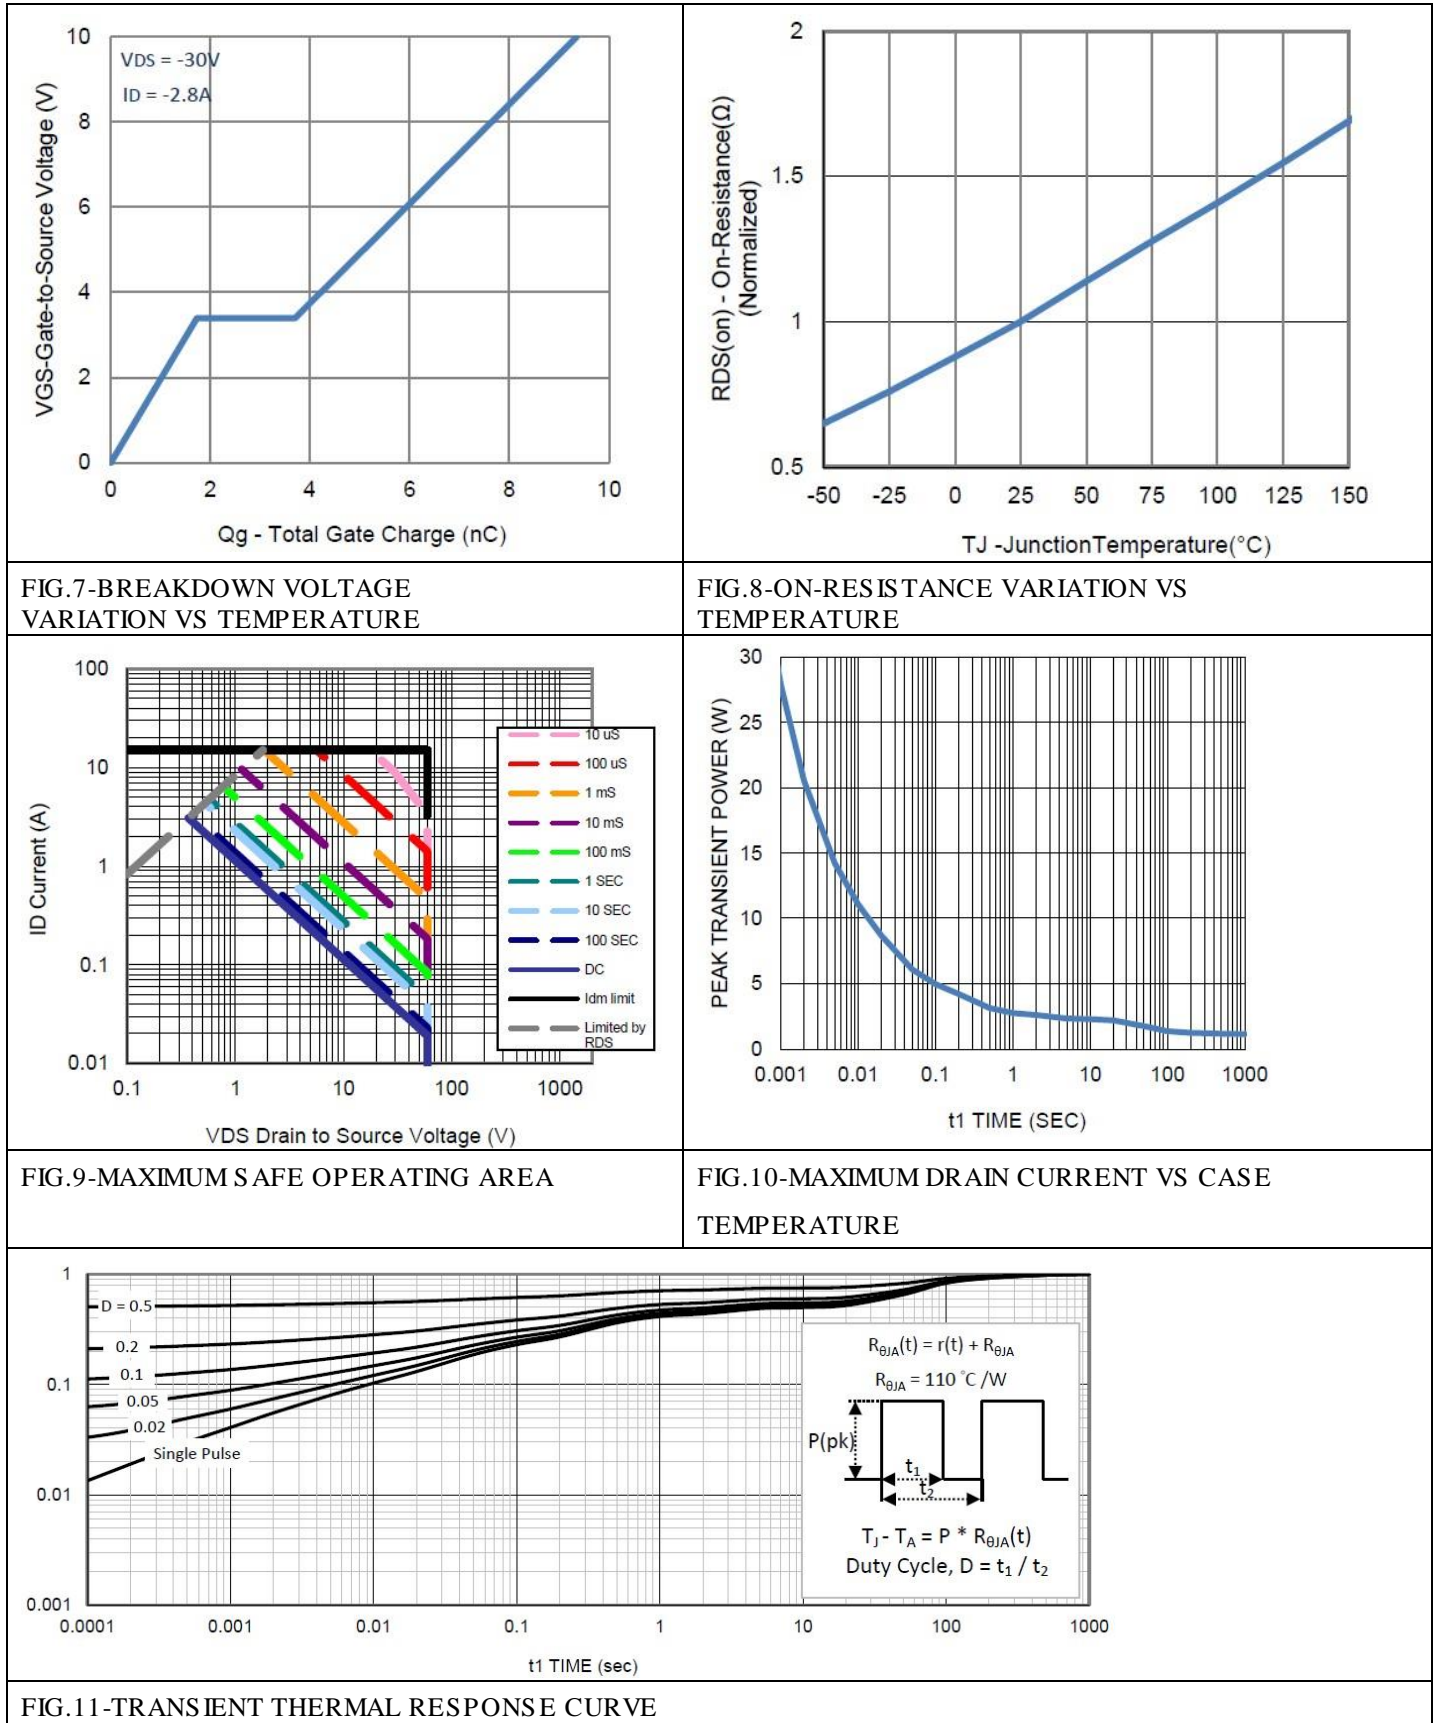 10
8
6
4
2
0
VGS-Gate-to-Source Voltage (V)
VDS = -30V
ID = -2.8A
0 2 4 6 8 10
Qg - Total Gate Charge (nC)
2
1.5
1
0.5
RDS(on) - On-Resistance(Ω)
(Normalized)
-50 -25 0 25 50 75 100 125 150
TJ -JunctionTemperature(°C)
FIG.7-BREAKDOWN VOLTAGE
VARIATION VS TEMPERATURE
FIG.8-ON-RESISTANCE VARIATION VS
TEMPERATURE
100
10
1
0.1
0.01
ID Current (A)
0.1 1 10 100 1000
VDS Drain to Source Voltage (V)
10 uS
100 uS
1 mS
10 mS
100 mS
1 SEC
10 SEC
100 SEC
DC
Idm limit
Limited by
RDS
30
25
20
15
10
5
0
PEAK TRANSIENT POWER (W)
0.001 0.01 0.1 1 10 100 1000
t1 TIME (SEC)
FIG.9-MAXIMUM SAFE OPERATING AREA
FIG.10-MAXIMUM DRAIN CURRENT VS CASE
TEMPERATURE
1
0.1
0.01
0.001
D = 0.5
0.2
0.1
0.05
0.02
Single Pulse
RθJA(t) = r(t) + RθJA
RθJA = 110 °C /W
P(pk)
t1
t2
TJ - TA = P * RθJA(t)
Duty Cycle, D = t1 / t2
0.0001 0.001 0.01 0.1 1 10 100 1000
t1 TIME (sec)
FIG.11-TRANSIENT THERMAL RESPONSE CURVE